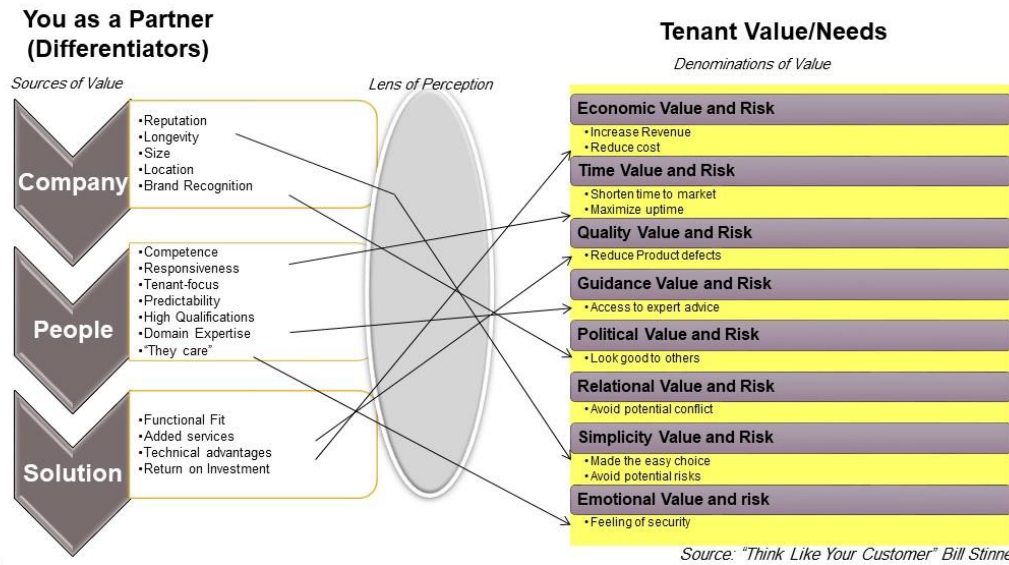 You as a Partner
(Differentiators)
Sources of Value
Company
•Reputation
•Longevity
•Size
•Location
•Brand Recognition
People
•Competence
•Responsiveness
•Tenant-focus
•Predictability
•High Qualifications
•Domain Expertise
•"They care"
Solution
•Functional Fit
•Added services
•Technical advantages
•Return on Investment
Lens of Perception
Tenant Value/Needs
Denominations of Value
Economic Value and Risk
•Increase Revenue
•Reduce cost
Time Value and Risk
•Shorten time to market
•Maximize uptime
Quality Value and Risk
•Reduce Product defects
Guidance Value and Risk
•Access to expert advice
Political Value and Risk
•Look good to others
Relational Value and Risk
•Avoid potential conflict
Simplicity Value and Risk
•Made the easy choice
•Avoid potential risks
Emotional Value and risk
•Feeling of security
Source: "Think Like Your Customer" Bill Stinne